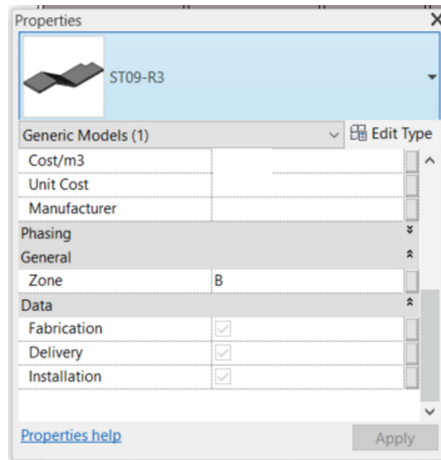 Properties X
ST09-R3
Generic Models (1) Edit Type
Cost/m3
Unit Cost
Manufacturer
Phasing
General
Zone B
Data
Fabrication
Delivery
Installation
Properties help Apply